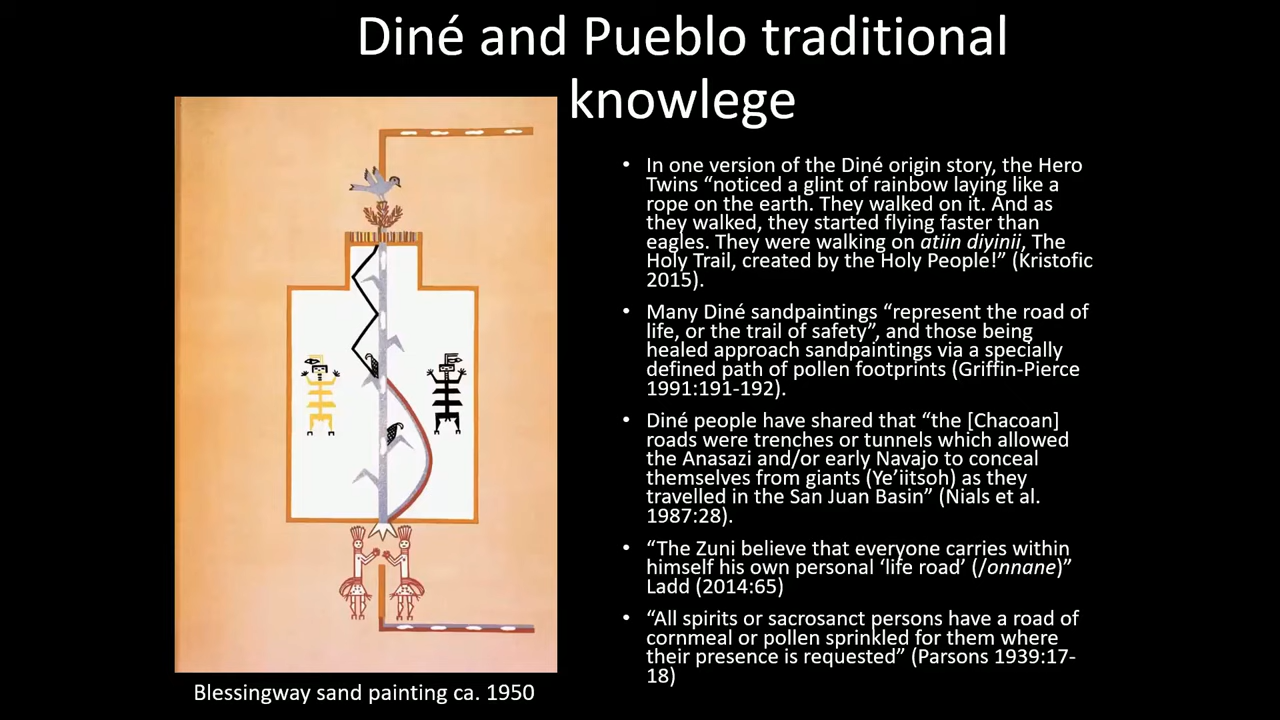 Diné and Pueblo traditional
knowlege
• In one version of the Diné origin story, the Hero
Twins “noticed a glint of rainbow laying like a
rope on the earth. They walked on it. And as
they walked, they started flying faster than
eagles. They were walking on atiin diyinii, The
Holy Trail, created by the Holy People!” (Kristofic
2015).
• Many Diné sandpaintings “represent the road of
life, or the trail of safety”, and those being
healed approach sandpaintings via a specially
defined path of pollen footprints (Griffin-Pierce
1991:191-192).
• Diné people have shared that “the [Chacoan]
roads were trenches or tunnels which allowed
the Anasazi and/or early Navajo to conceal
themselves from giants (Ye’iitsoh) as they
travelled in the San Juan Basin” (Nials et al.
1987:28).
• “The Zuni believe that everyone carries within
himself his own personal ‘life road’ (/onnane)”
Ladd (2014:65)
• “All spirits or sacrosanct persons have a road of
cornmeal or pollen sprinkled for them where
their presence is requested” (Parsons 1939:17-
18)
Blessingway sand painting ca. 1950